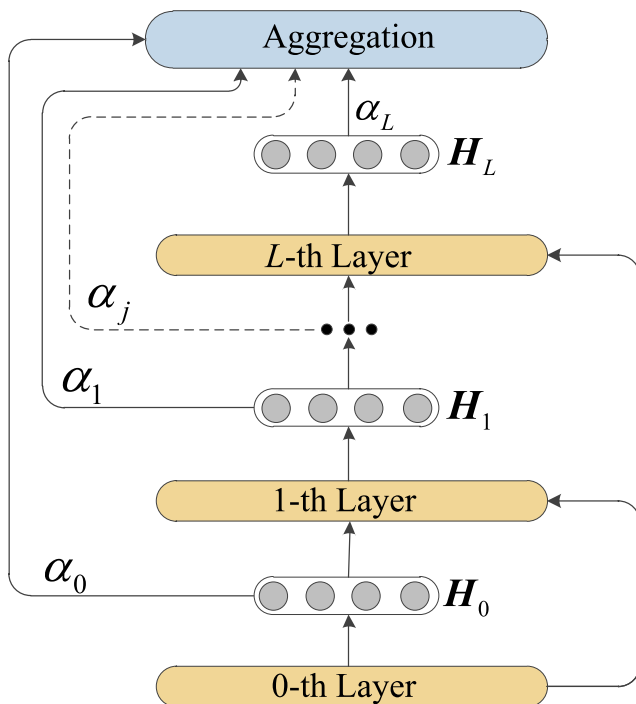 Aggregation
α_L
H_L
L-th Layer
α_j
α_1
H_1
1-th Layer
α_0
H_0
0-th Layer